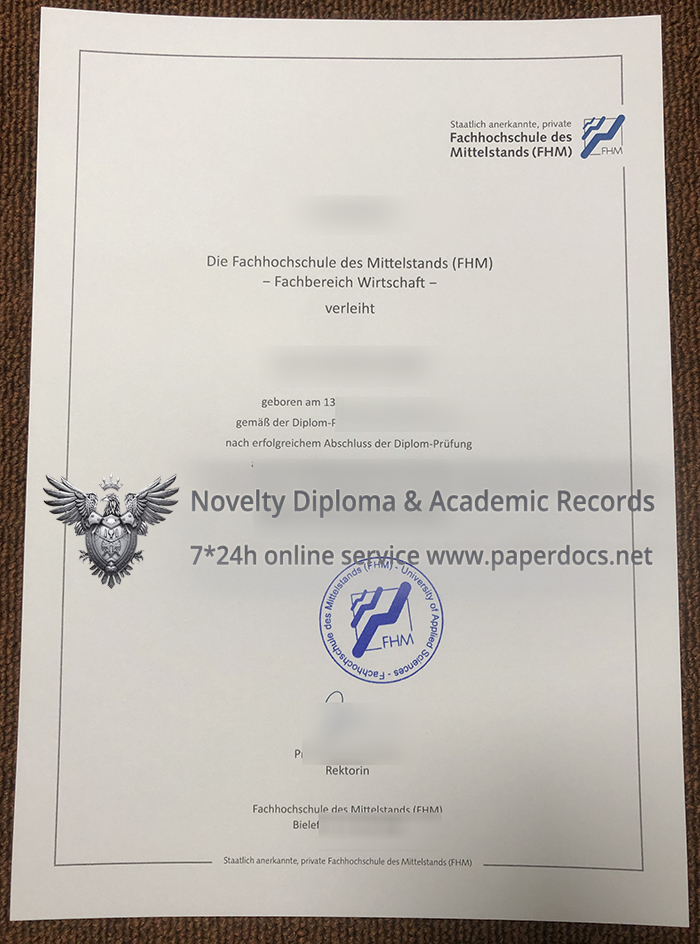 Staatlich anerkannte, private
Fachhochschule des
Mittelstands (FHM)
FHM
Die Fachhochschule des Mittelstands (FHM)
– Fachbereich Wirtschaft –
verleiht
geboren am 13
gemäß der Diplom-
nach erfolgreichem Abschluss der Diplom-Prüfung
Novelty Diploma & Academic Records
7*24h online service www.paperdocs.net
Fachhochschule des Mittelstands (FHM) - University of Applied Sciences -
FHM
Rektorin
Fachhochschule des Mittelstands (FHM)
Bielef
Staatlich anerkannte, private Fachhochschule des Mittelstands (FHM)